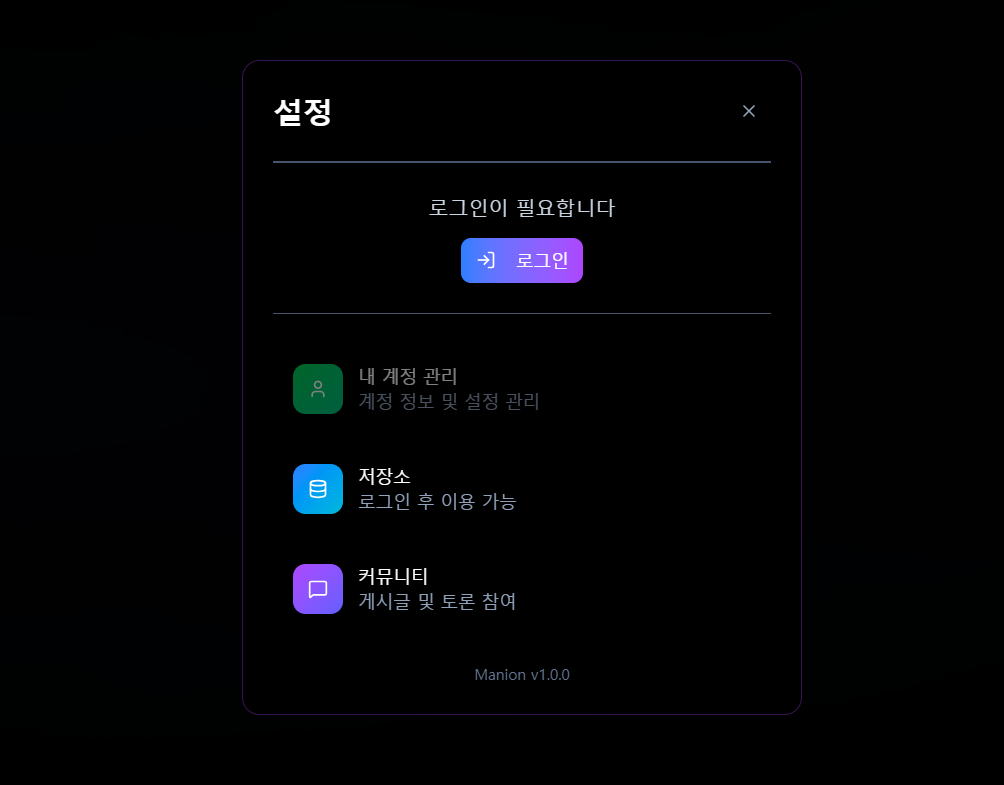 설정
로그인이 필요합니다
로그인
내 계정 관리
계정 정보 및 설정 관리
저장소
로그인 후 이용 가능
커뮤니티
게시글 및 토론 참여
Manion v1.0.0